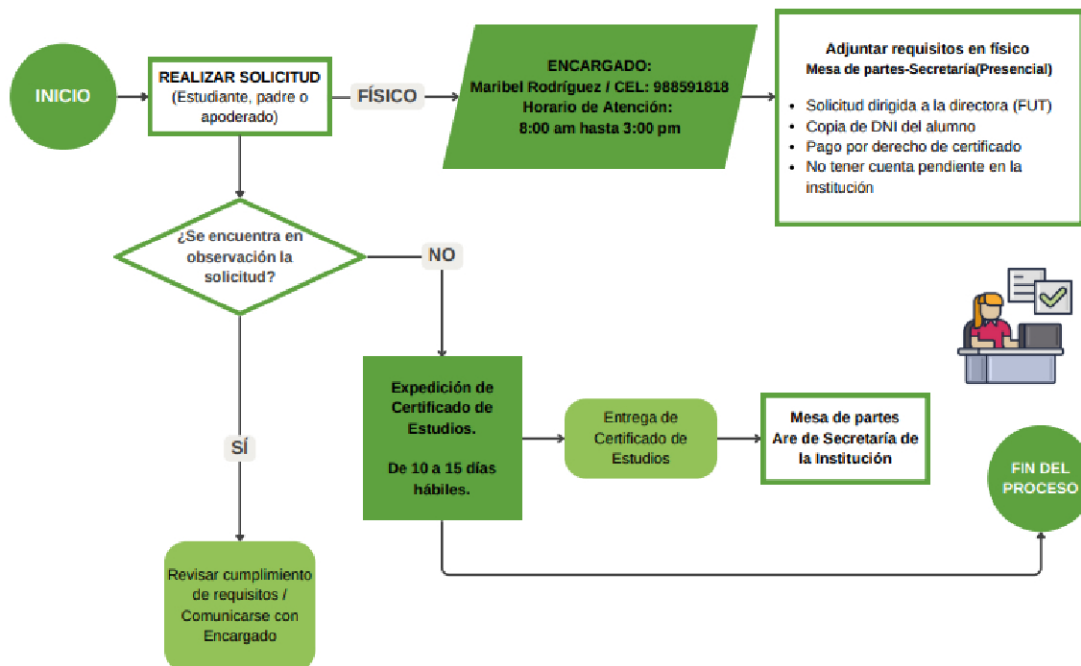 INICIO
REALIZAR SOLICITUD
(Estudiante, padre o
apoderado)
FÍSICO
ENCARGADO:
Maribel Rodríguez / CEL: 988591818
Horario de Atención:
8:00 am hasta 3:00 pm
Adjuntar requisitos en físico
Mesa de partes-Secretaría(Presencial)
• Solicitud dirigida a la directora (FUT)
• Copia de DNI del alumno
• Pago por derecho de certificado
• No tener cuenta pendiente en la
institución
¿Se encuentra en
observación la
solicitud?
NO
SÍ
Expedición de
Certificado de
Estudios.
De 10 a 15 días
hábiles.
Entrega de
Certificado de
Estudios
Mesa de partes
Are de Secretaría de
la Institución
FIN DEL
PROCESO
Revisar cumplimiento
de requisitos /
Comunicarse con
Encargado